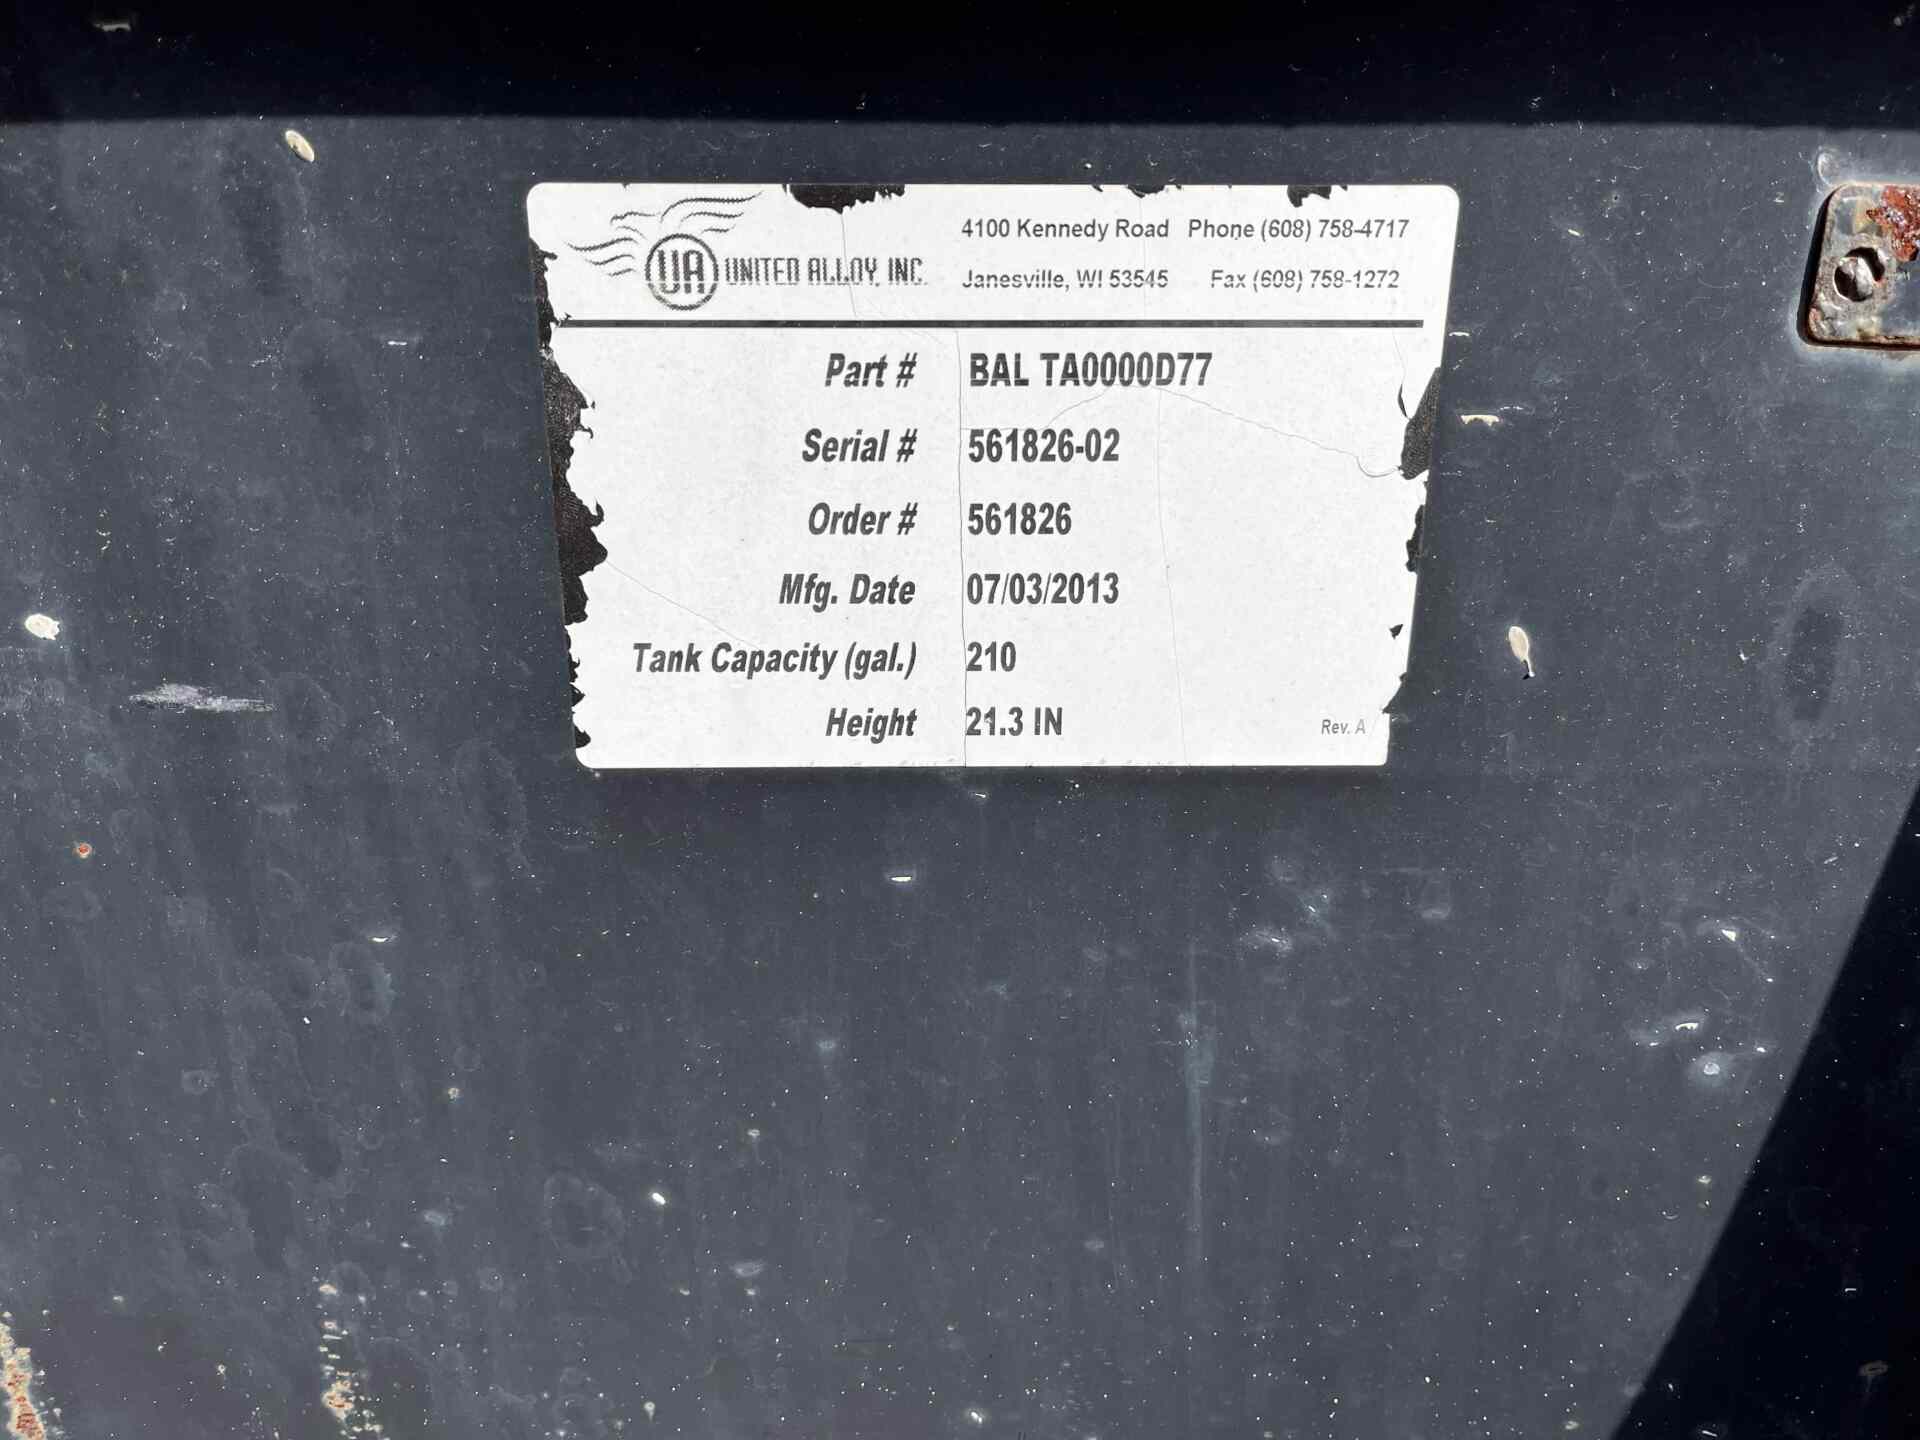 UA UNITED ALLOY, INC.
4100 Kennedy Road Phone (608) 758-4717
Janesville, WI 53545 Fax (608) 758-1272
Part # BAL TA0000D77
Serial # 561826-02
Order # 561826
Mfg. Date 07/03/2013
Tank Capacity (gal.) 210
Height 21.3 IN
Rev. A